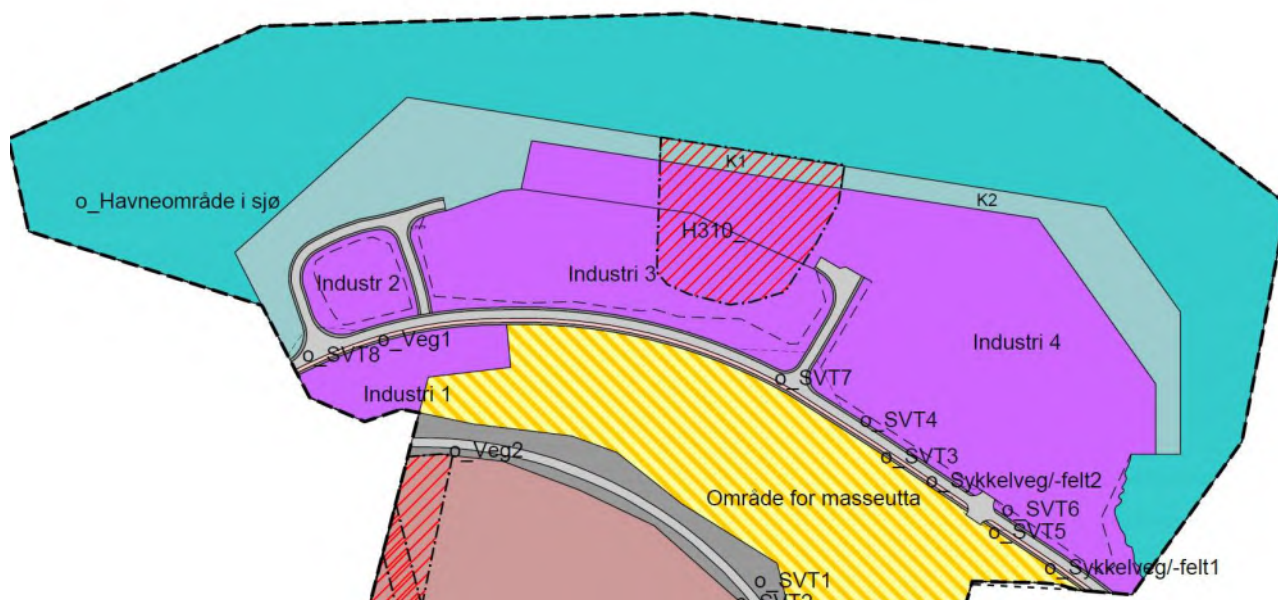 K1
o_Havneområde i sjø
K2
H310_
Industri 3
Industr 2
Industri 4
o_Veg1
o_SVT8
o_SVT7
Industri 1
o_SVT4
o_Veg2
o_SVT3
o_Sykkelveg/-felt2
Område for masseutta
o_SVT6
o_SVT5
o_Sykkelveg/-felt1
o_SVT1